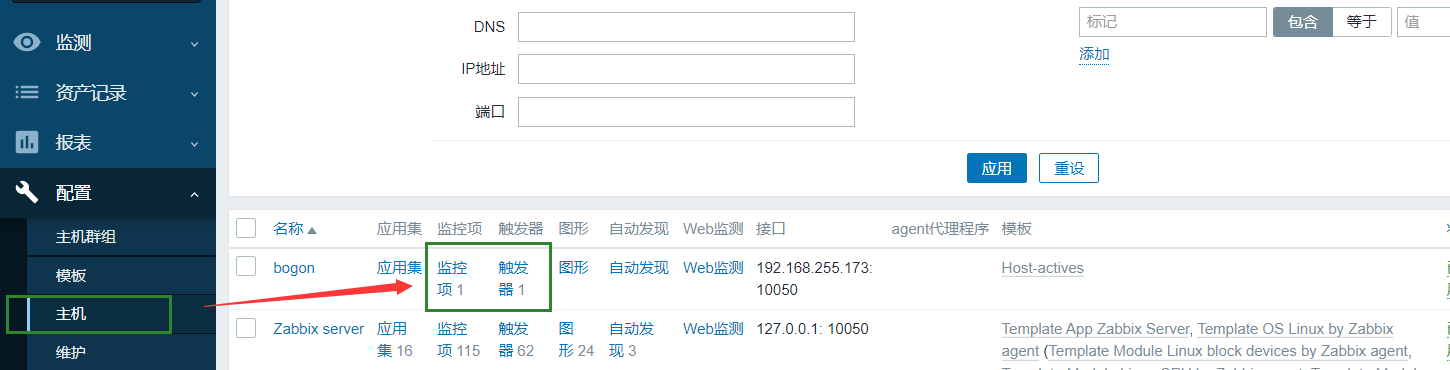 监测
资产记录
报表
配置
主机群组
模板
主机
维护
DNS
IP地址
端口
标记 包含 等于 值
添加
应用 重设
名称 应用集 监控项 触发器 图形 自动发现 Web监测 接口 agent代理程序 模板
bogon 应用集 监控 触发 图形 自动发现 Web监测 192.168.255.173: Host-actives
项 1 器 1 10050
Zabbix server 应用 监控 触发 图 自动发 Web监测 127.0.0.1: 10050 Template App Zabbix Server, Template OS Linux by Zabbix
集 16 项 115 器 62 形 24 现 3 agent (Template Module Linux block devices by Zabbix agent,